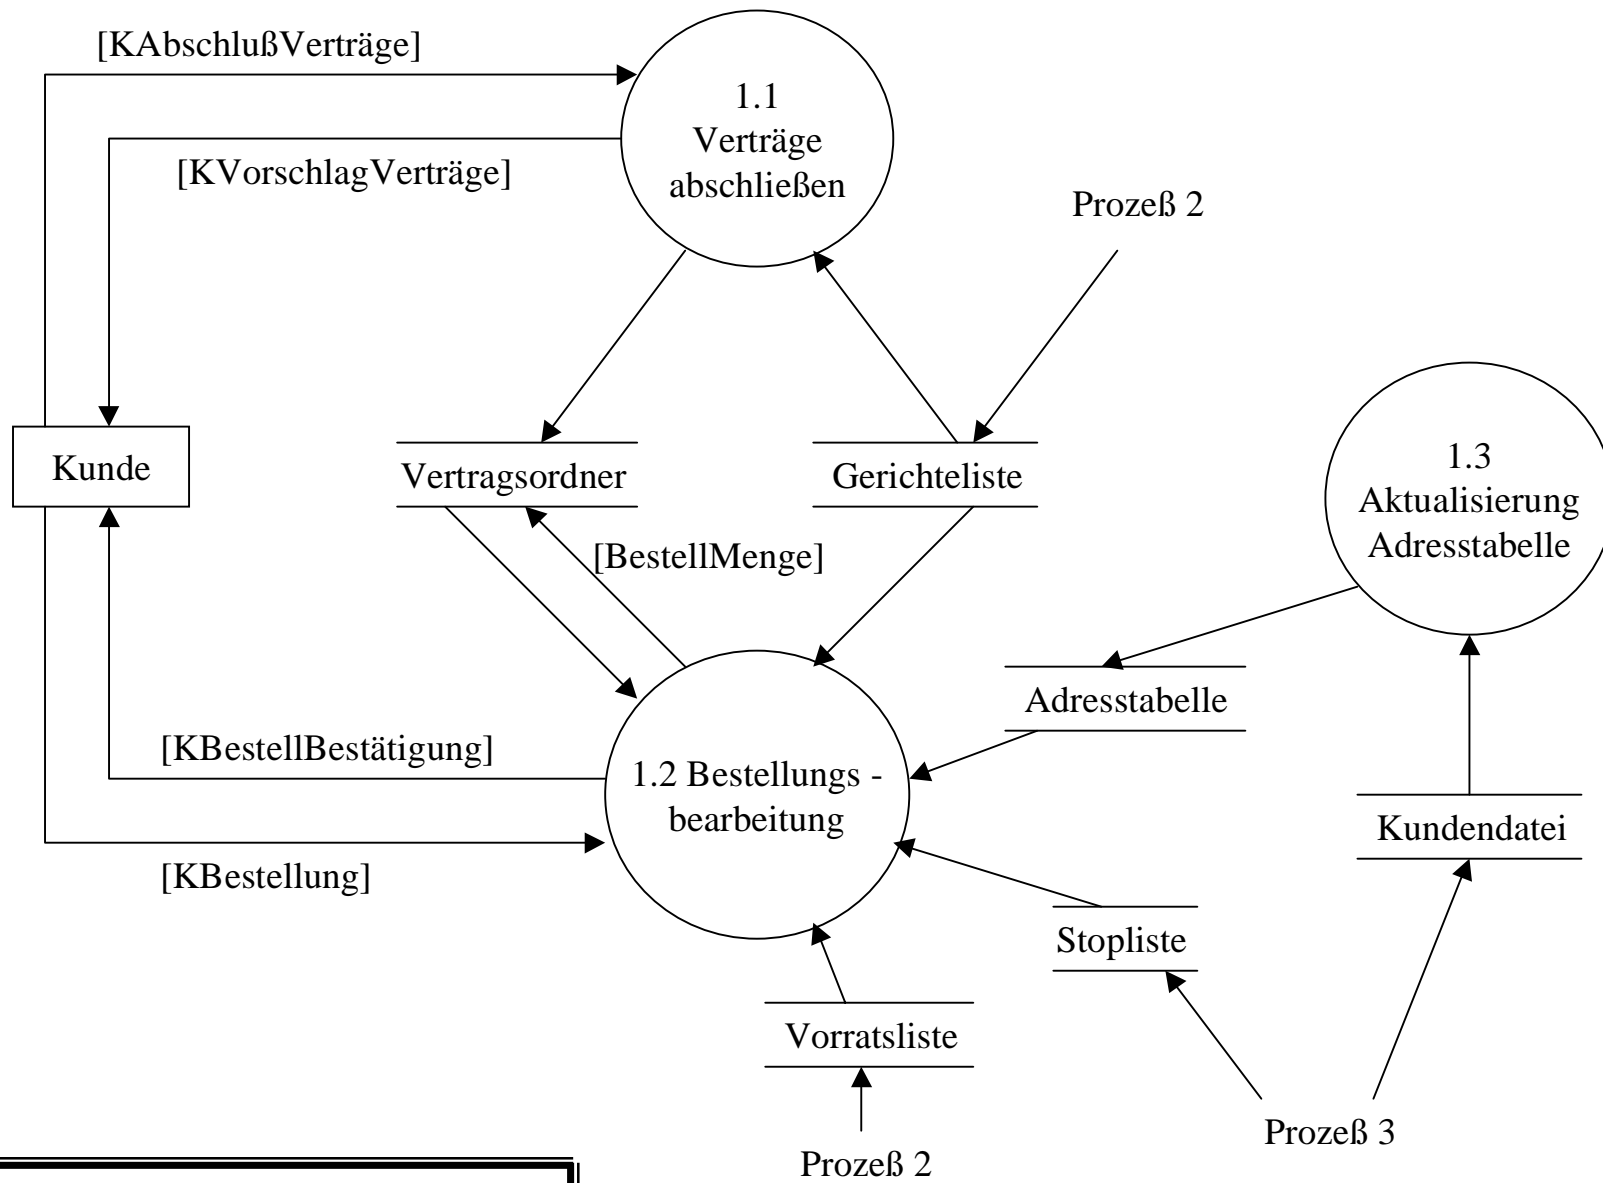 [KAbschlußVerträge]
1.1
Verträge
abschließen
[KVorschlagVerträge]
Prozeß 2
Kunde
Vertragsordner
Gerichteliste
1.3
Aktualisierung
Adresstabelle
[BestellMenge]
Adresstabelle
[KBestellBestätigung]
1.2 Bestellungs -
bearbeitung
Kundendatei
[KBestellung]
Stopliste
Vorratsliste
Prozeß 3
Prozeß 2